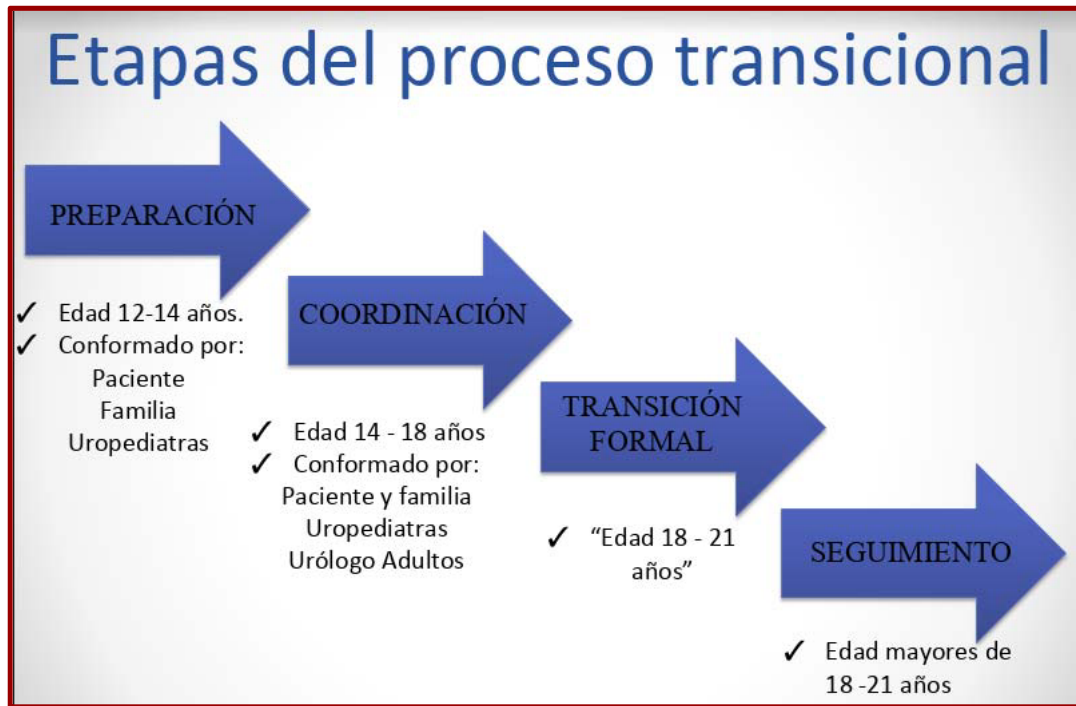 Etapas del proceso transicional
PREPARACIÓN
✓ Edad 12-14 años.
✓ Conformado por:
Paciente
Familia
Uropediatras
COORDINACIÓN
✓ Edad 14 - 18 años
✓ Conformado por:
Paciente y familia
Uropediatras
Urólogo Adultos
TRANSICIÓN
FORMAL
✓ “Edad 18 - 21
años”
SEGUIMIENTO
✓ Edad mayores de
18 -21 años